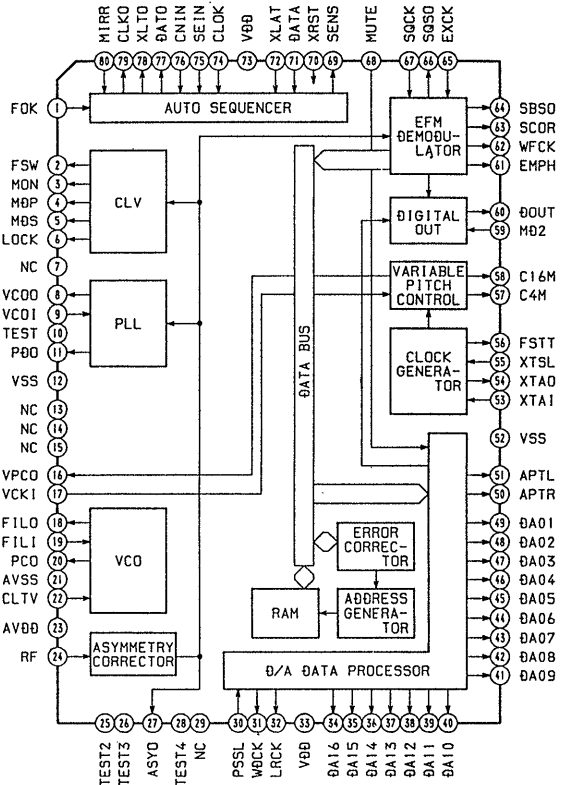 MIRR
CLKO
XLTO
DATO
CNIN
SEIN
CLOK
VDD
XLAT
DATA
XRST
SENS
MUTE
SQCK
SQSO
EXCK
80 79 78 77 76 75 74 73 72 71 70 69 68 67 66 65
FOK 1
AUTO SEQUENCER
EFM
DEMODU-
LATOR
64 SBSO
63 SCOR
62 WFCK
61 EMPH
FSW 2
MON 3
MDP 4
MDS 5
LOCK 6
CLV
DIGITAL
OUT
60 DOUT
59 MD2
NC 7
VCOO 8
VCOI 9
TEST 10
PDO 11
PLL
VARIABLE
PITCH
CONTROL
58 C16M
57 C4M
DATA BUS
CLOCK
GENERA-
TOR
56 FSTT
55 XTSL
54 XTAO
53 XTAI
VSS 12
NC 13
NC 14
NC 15
52 VSS
VPCO 16
VCKI 17
51 APTL
50 APTR
FILO 18
FILI 19
PCO 20
AVSS 21
CLTV 22
VCO
ERROR
CORREC-
TOR
RAM
ADDRESS
GENERA-
TOR
49 DA01
48 DA02
47 DA03
46 DA04
45 DA05
44 DA06
43 DA07
42 DA08
41 DA09
AVDD 23
RF 24
ASYMMETRY
CORRECTOR
D/A DATA PROCESSOR
25 26 27 28 29 30 31 32 33 34 35 36 37 38 39 40
TEST2
TEST3
ASYO
TEST4
NC
PSSL
WDCK
LRCK
VDD
DA16
DA15
DA14
DA13
DA12
DA11
DA10